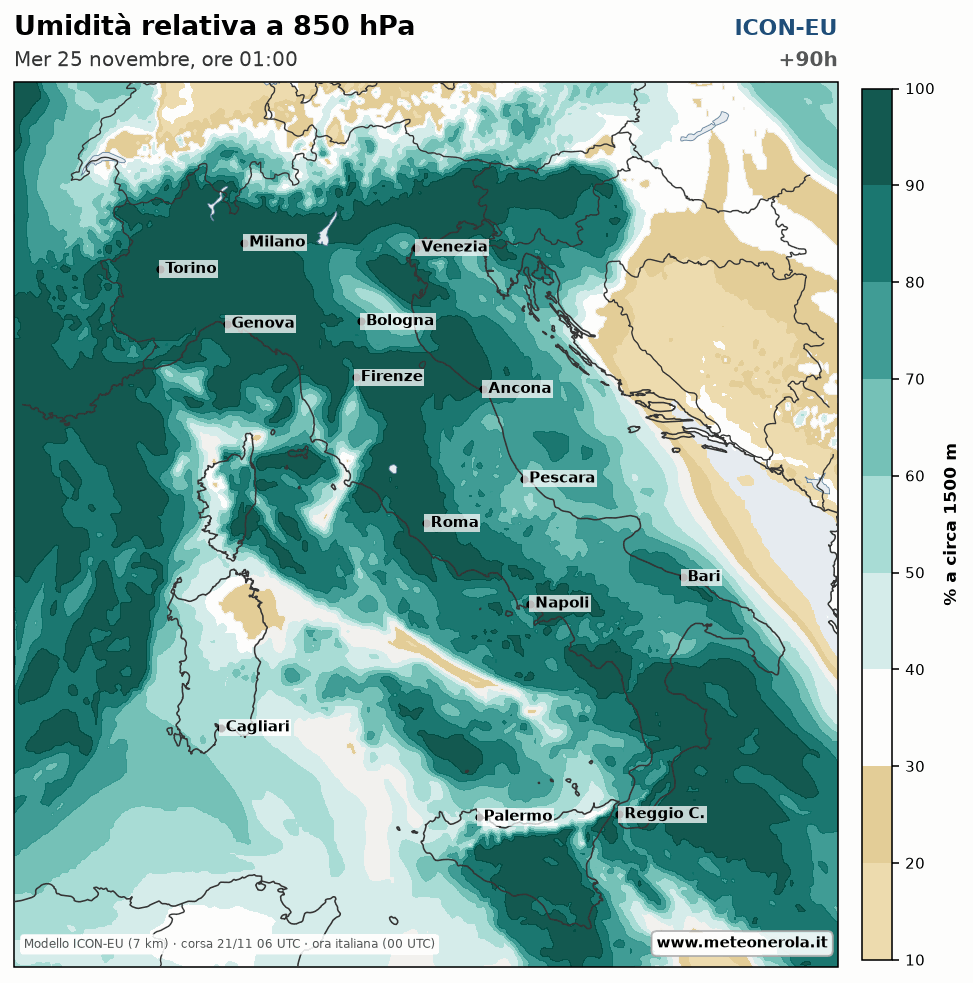 Umidità relativa a 850 hPa
ICON-EU
Mer 25 novembre, ore 01:00
+90h
100
90
80
70
60
50
40
30
20
10
% a circa 1500 m
Milano
Venezia
Torino
Genova
Bologna
Firenze
Ancona
Pescara
Roma
Bari
Napoli
Cagliari
Palermo
Reggio C.
Modello ICON-EU (7 km) · corsa 21/11 06 UTC · ora italiana (00 UTC)
www.meteonerola.it